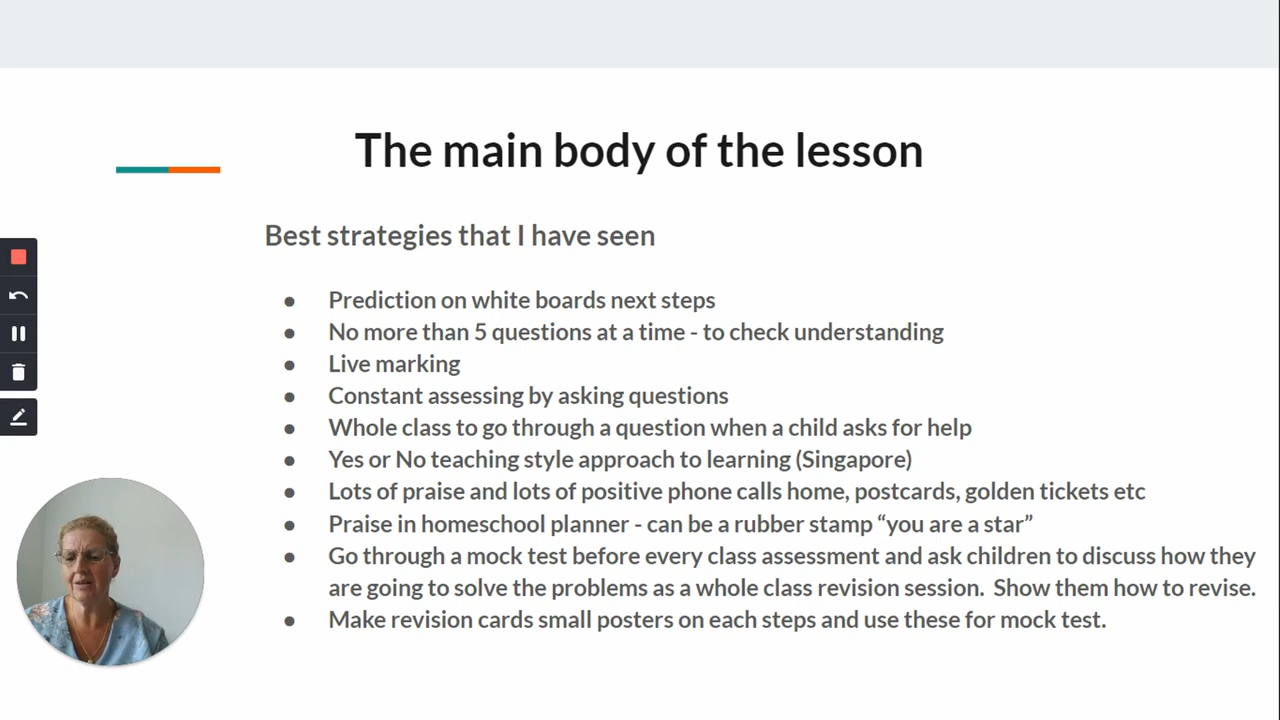 The main body of the lesson
Best strategies that I have seen
● Prediction on white boards next steps
● No more than 5 questions at a time - to check understanding
● Live marking
● Constant assessing by asking questions
● Whole class to go through a question when a child asks for help
● Yes or No teaching style approach to learning (Singapore)
● Lots of praise and lots of positive phone calls home, postcards, golden tickets etc
● Praise in homeschool planner - can be a rubber stamp “you are a star”
● Go through a mock test before every class assessment and ask children to discuss how they
are going to solve the problems as a whole class revision session.  Show them how to revise.
● Make revision cards small posters on each steps and use these for mock test.